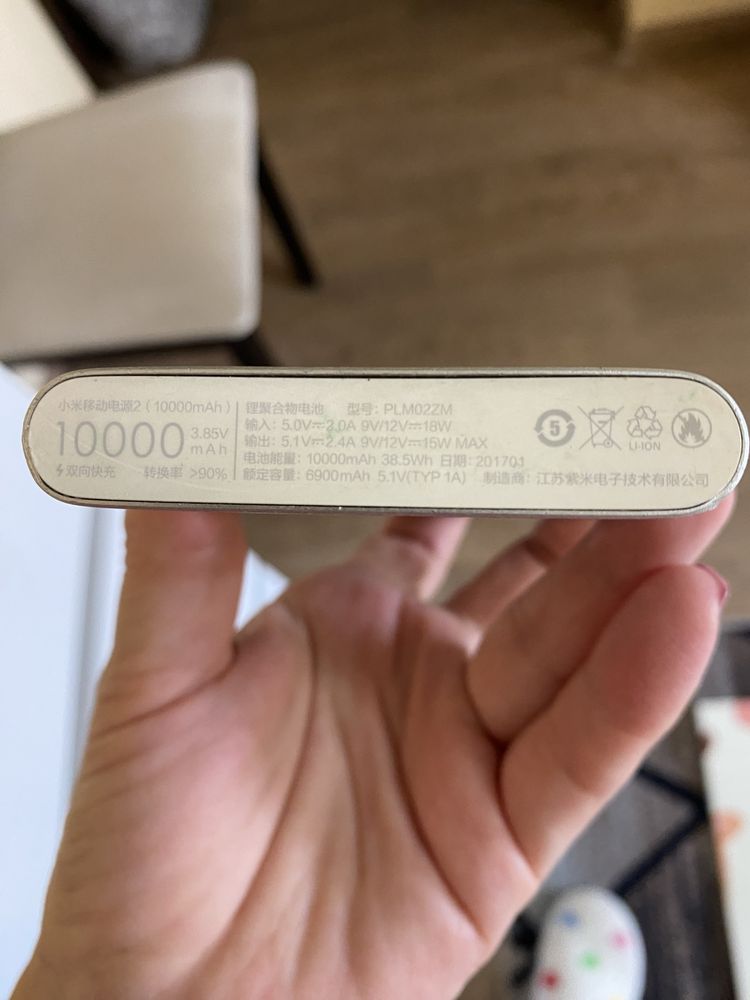 小米移动电源2（10000mAh）
10000 3.85V mAh
双向快充 转换率 >90%
锂聚合物电池 型号: PLM02ZM
输入: 5.0V⎓2.0A 9V/12V⎓18W
输出: 5.1V⎓2.4A 9V/12V⎓15W MAX
电池能量: 10000mAh 38.5Wh 日期: 201701
额定容量: 6900mAh 5.1V(TYP 1A) 制造商: 江苏紫米电子技术有限公司
5
LI-ION